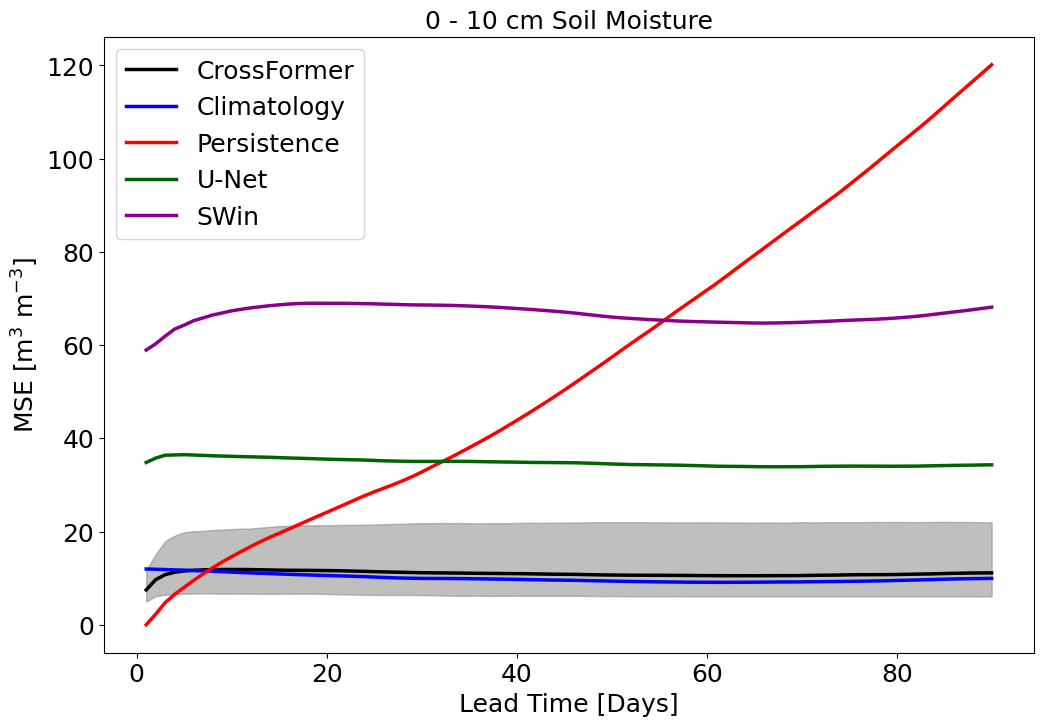 0 - 10 cm Soil Moisture
CrossFormer
Climatology
Persistence
U-Net
SWin
MSE [m³ m⁻³]
120
100
80
60
40
20
0
0 20 40 60 80
Lead Time [Days]